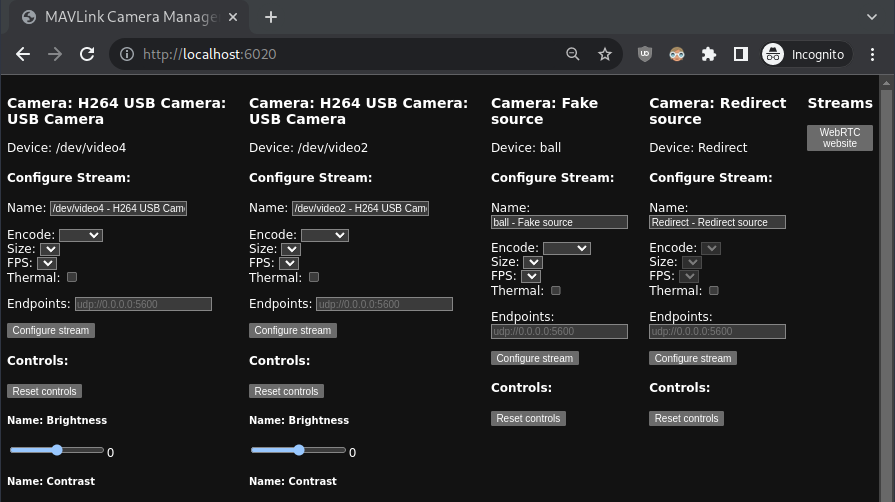 MAVLink Camera Manage
http://localhost:6020
UD
Incognito
Camera: H264 USB Camera:
USB Camera
Device: /dev/video4
Configure Stream:
Name: /dev/video4 - H264 USB Cam
Encode:
Size:
FPS:
Thermal:
Endpoints: udp://0.0.0.0:5600
Configure stream
Controls:
Reset controls
Name: Brightness
0
Name: Contrast
Camera: H264 USB Camera:
USB Camera
Device: /dev/video2
Configure Stream:
Name: /dev/video2 - H264 USB Cam
Encode:
Size:
FPS:
Thermal:
Endpoints: udp://0.0.0.0:5600
Configure stream
Controls:
Reset controls
Name: Brightness
0
Name: Contrast
Camera: Fake
source
Device: ball
Configure Stream:
Name:
ball - Fake source
Encode:
Size:
FPS:
Thermal:
Endpoints:
udp://0.0.0.0:5600
Configure stream
Controls:
Reset controls
Camera: Redirect
source
Device: Redirect
Configure Stream:
Name:
Redirect - Redirect source
Encode:
Size:
FPS:
Thermal:
Endpoints:
udp://0.0.0.0:5600
Configure stream
Controls:
Reset controls
Streams
WebRTC
website